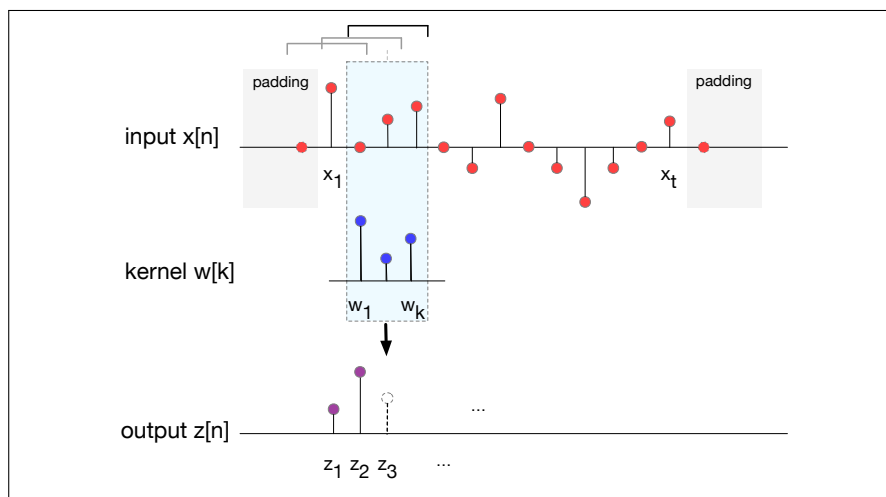 padding padding
input x[n]
x1 xt
kernel w[k]
w1 wk
...
output z[n]
z1 z2 z3 ...